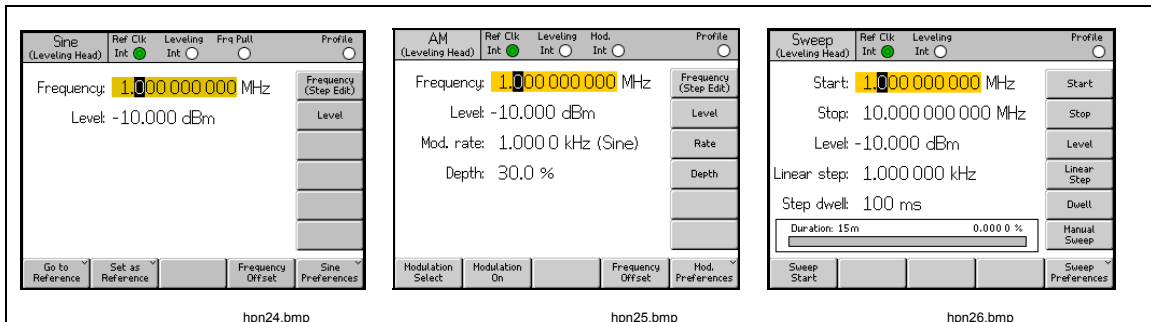 Sine
(Leveling Head)
Ref Clk Leveling Frq Pull
Int Int
Profile
Frequency: 1.000 000 000 MHz
Level: -10.000 dBm
Frequency
(Step Edit)
Level
Go to
Reference
Set as
Reference
Frequency
Offset
Sine
Preferences
hpn24.bmp
AM
(Leveling Head)
Ref Clk Leveling Mod.
Int Int Int
Profile
Frequency: 1.000 000 000 MHz
Level: -10.000 dBm
Mod. rate: 1.000 0 kHz (Sine)
Depth: 30.0 %
Frequency
(Step Edit)
Level
Rate
Depth
Modulation
Select
Modulation
On
Frequency
Offset
Mod.
Preferences
hpn25.bmp
Sweep
(Leveling Head)
Ref Clk Leveling
Int Int
Profile
Start: 1.000 000 000 MHz
Stop: 10.000 000 000 MHz
Level: -10.000 dBm
Linear step: 1.000 000 kHz
Step dwell: 100 ms
Duration: 15m 0.000 0 %
Start
Stop
Level
Linear
Step
Dwell
Manual
Sweep
Sweep
Start
Sweep
Preferences
hpn26.bmp